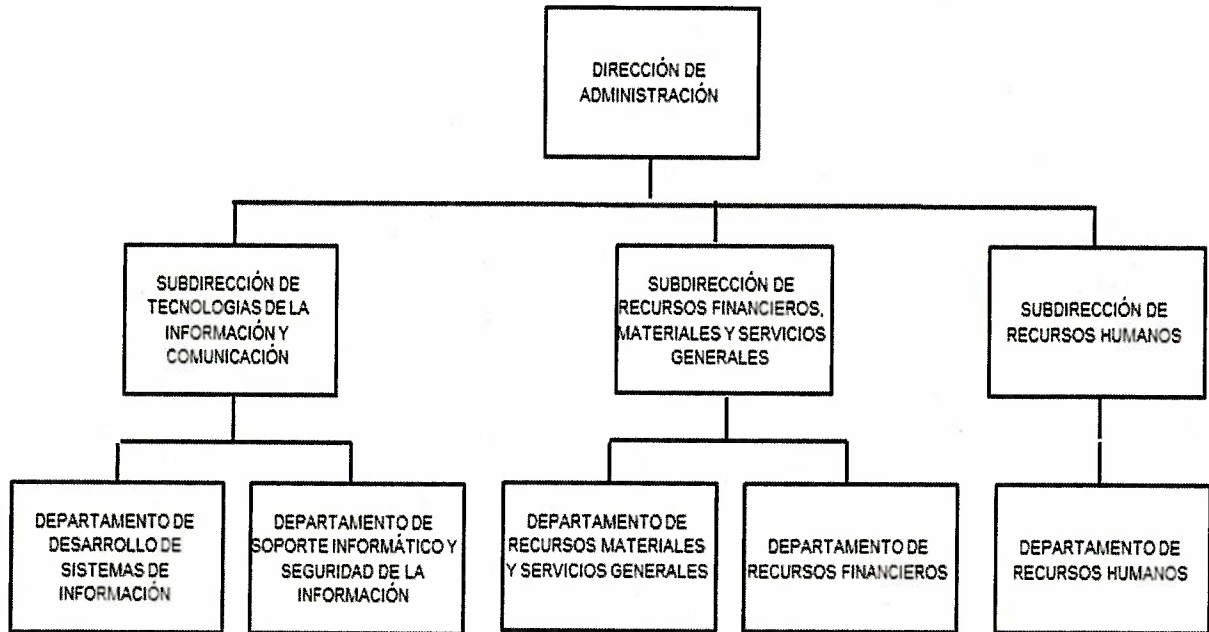 DIRECCIÓN DE
ADMINISTRACIÓN
SUBDIRECCIÓN DE
TECNOLOGIAS DE LA
INFORMACIÓN Y
COMUNICACIÓN
SUBDIRECCIÓN DE
RECURSOS FINANCIEROS,
MATERIALES Y SERVICIOS
GENERALES
SUBDIRECCIÓN DE
RECURSOS HUMANOS
DEPARTAMENTO DE
DESARROLLO DE
SISTEMAS DE
INFORMACIÓN
DEPARTAMENTO DE
SOPORTE INFORMÁTICO Y
SEGURIDAD DE LA
INFORMACIÓN
DEPARTAMENTO DE
RECURSOS MATERIALES
Y SERVICIOS GENERALES
DEPARTAMENTO DE
RECURSOS FINANCIEROS
DEPARTAMENTO DE
RECURSOS HUMANOS